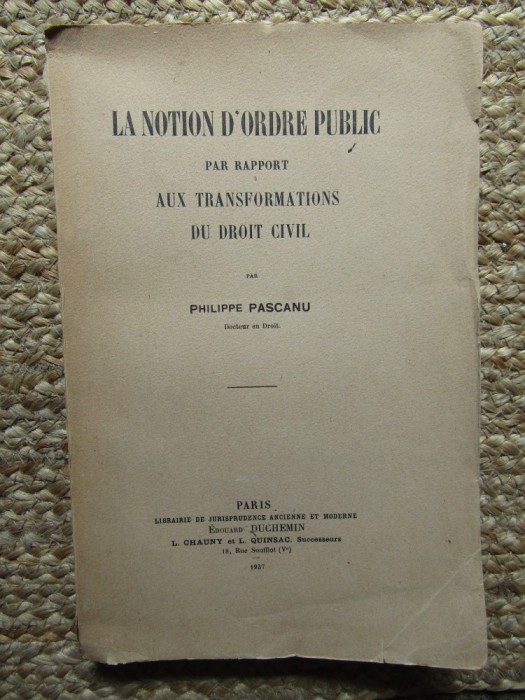 LA NOTION D'ORDRE PUBLIC
PAR RAPPORT
AUX TRANSFORMATIONS
DU DROIT CIVIL
PAR
PHILIPPE PASCANU
Docteur en Droit.
PARIS
LIBRAIRIE DE JURISPRUDENCE ANCIENNE ET MODERNE
ÉDOUARD DUCHEMIN
L. CHAUNY et L. QUINSAC, Successeurs
18, Rue Soufflot (Vᵉ)
1937